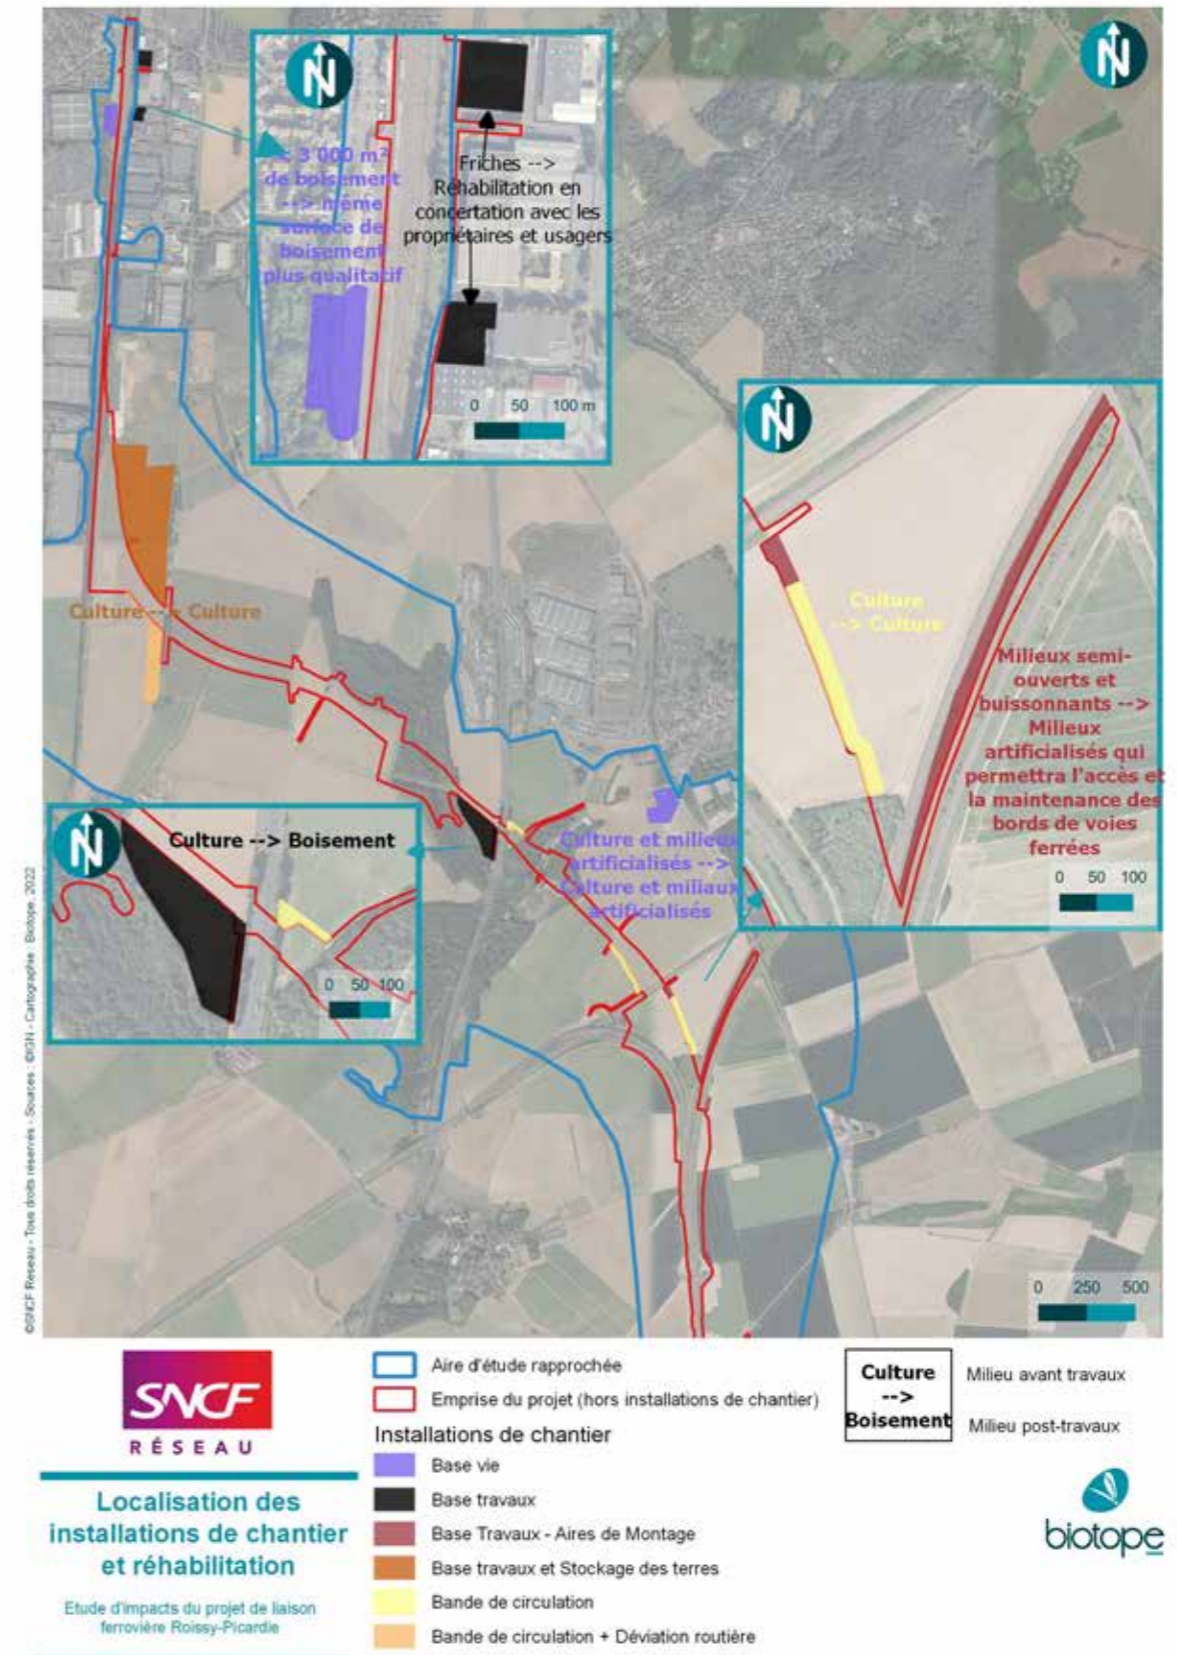 N
N
< 3 000 m²
de boisement
--> même
surface de
boisement
plus qualitatif
Friches -->
Réhabilitation en
concertation avec les
propriétaires et usagers
0 50 100 m
N
Culture
--> Culture
Milieux semi-
ouverts et
buissonnants -->
Milieux
artificialisés qui
permettra l'accès et
la maintenance des
bords de voies
ferrées
0 50 100
Culture --> Culture
N
Culture --> Boisement
0 50 100
Culture et milieux
artificialisés -->
Culture et miliaux
artificialisés
0 250 500
©SNCF Reseau - Tous droits réservés - Sources : ©IGN - Cartographie : Biotope, 2022
SNCF
RÉSEAU
Localisation des
installations de chantier
et réhabilitation
Etude d'impacts du projet de liaison
ferrovière Roissy-Picardie
Aire d'étude rapprochée
Emprise du projet (hors installations de chantier)
Installations de chantier
Base vie
Base travaux
Base Travaux - Aires de Montage
Base travaux et Stockage des terres
Bande de circulation
Bande de circulation + Déviation routière
Culture
-->
Boisement
Milieu avant travaux
Milieu post-travaux
biotope